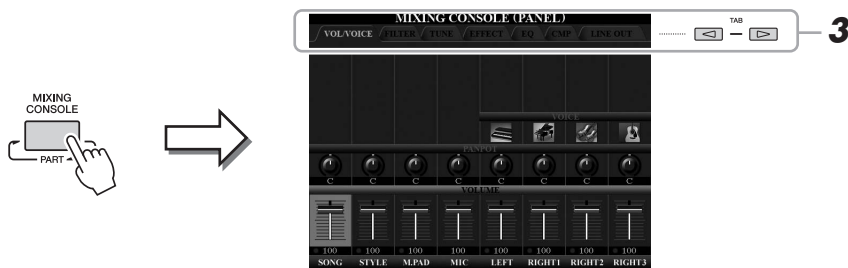 MIXING CONSOLE (PANEL)
VOL/VOICE FILTER TUNE EFFECT EQ CMP LINE OUT
TAB
3
MIXING
CONSOLE
PART
VOICE
PANPOT
C C C C C C C C
VOLUME
100 100 100 100 100 100 100 100
SONG STYLE M.PAD MIC LEFT RIGHT1 RIGHT2 RIGHT3